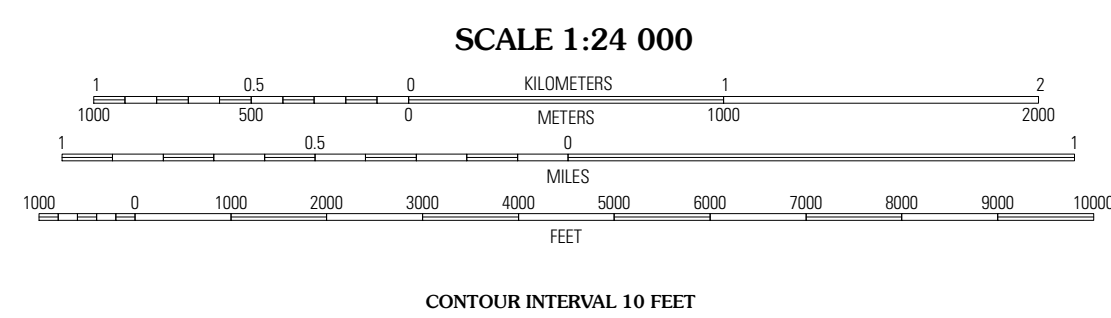 SCALE 1:24 000
1 0.5 0 KILOMETERS 1 2
1000 500 0 METERS 1000 2000
1 0.5 0 1
MILES
1000 0 1000 2000 3000 4000 5000 6000 7000 8000 9000 10000
FEET
CONTOUR INTERVAL 10 FEET